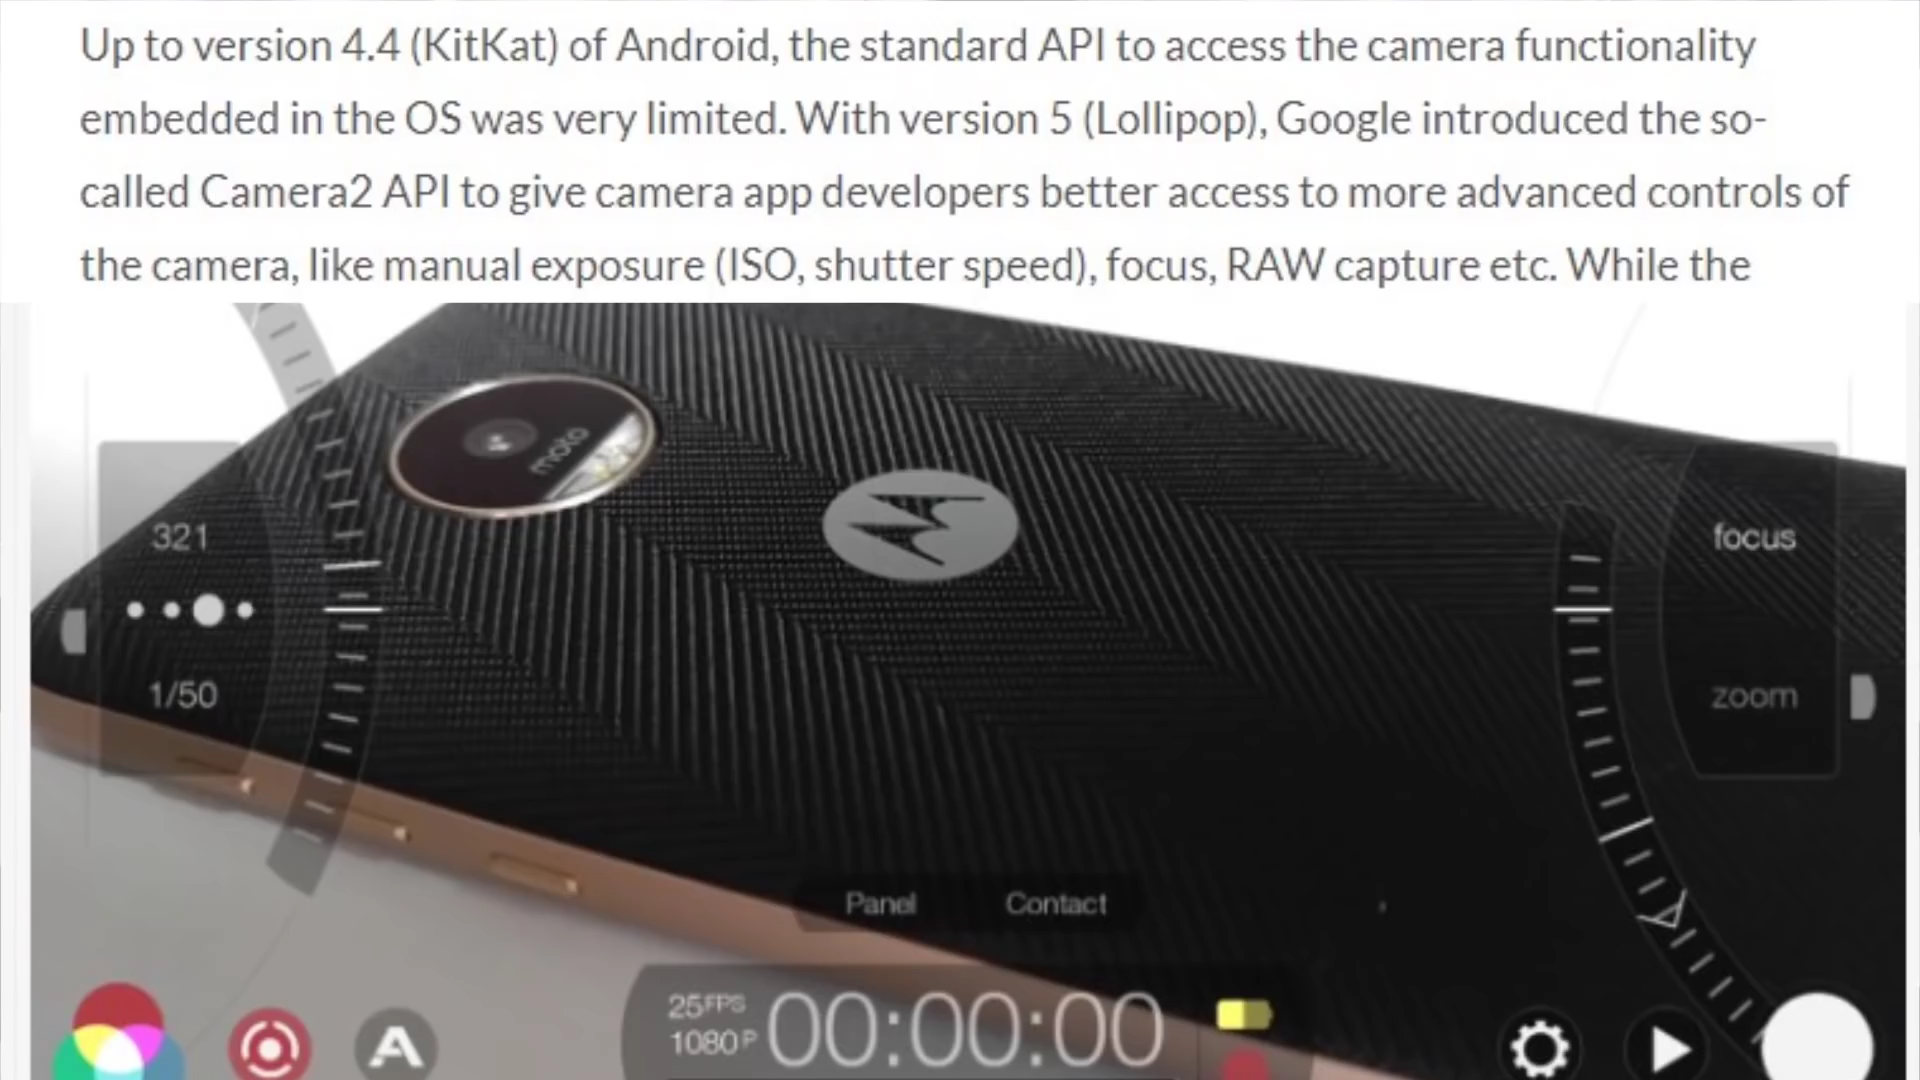 Up to version 4.4 (KitKat) of Android, the standard API to access the camera functionality
embedded in the OS was very limited. With version 5 (Lollipop), Google introduced the so-
called Camera2 API to give camera app developers better access to more advanced controls of
the camera, like manual exposure (ISO, shutter speed), focus, RAW capture etc. While the
moto
321
focus
1/50
zoom
Panel Contact
25FPS
1080P
00:00:00
A